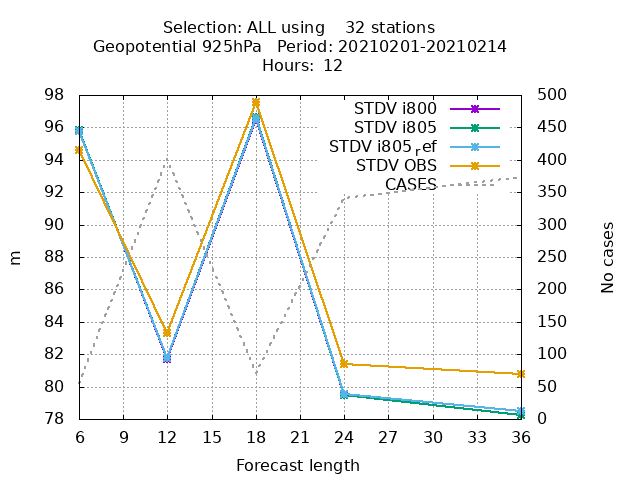 Selection: ALL using    32 stations
Geopotential 925hPa   Period: 20210201-20210214
Hours:  12
98 500
STDV i800
96 450
STDV i805
STDV i805ref
94 400
STDV OBS
92 350
CASES
90 300
m
88 250
No cases
86 200
84 150
82 100
80 50
78 0
6 9 12 15 18 21 24 27 30 33 36
Forecast length